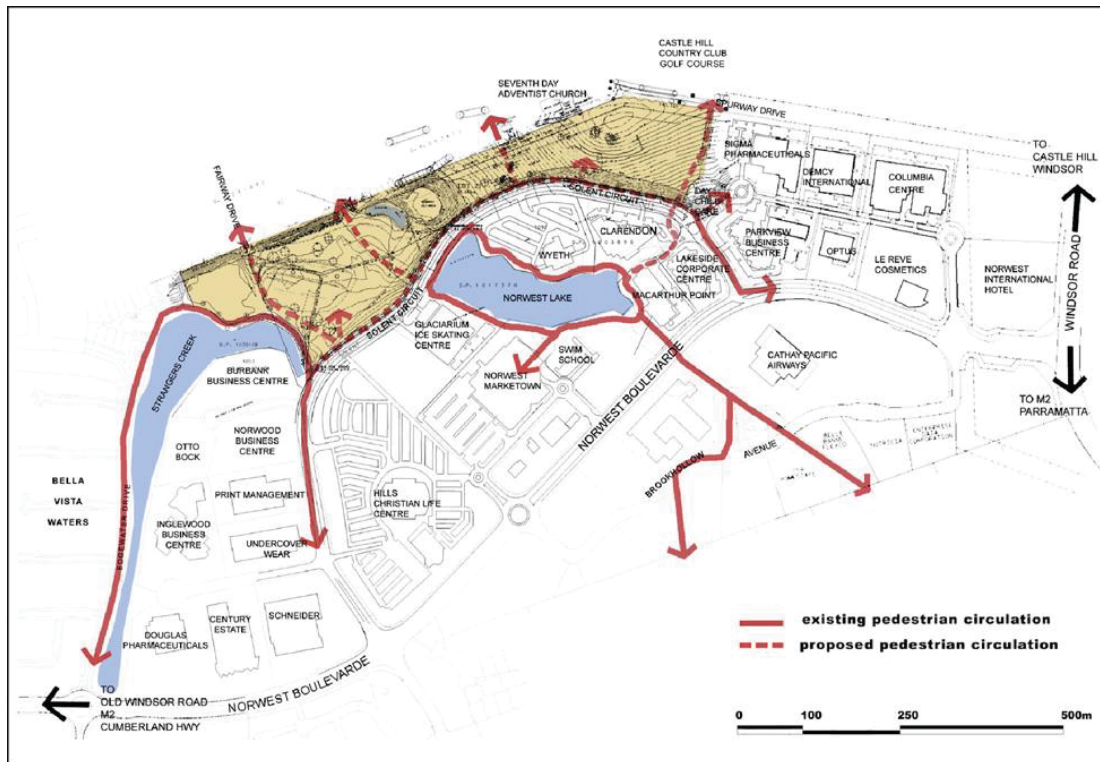 CASTLE HILL
COUNTRY CLUB
GOLF COURSE
SEVENTH DAY
ADVENTIST CHURCH
SPURWAY DRIVE
SIGMA
PHARMACEUTICALS
DEMCY
INTERNATIONAL
COLUMBIA
CENTRE
TO
CASTLE HILL
WINDSOR
FAIRWAY DRIVE
SOLENT CIRCUIT
DAY
CHILD
CARE
CLARENDON
WYETH
PARKVIEW
BUSINESS
CENTRE
OPTUS
LE REVE
COSMETICS
NORWEST
INTERNATIONAL
HOTEL
WINDSOR ROAD
LAKESIDE
CORPORATE
CENTRE
MACARTHUR POINT
NORWEST LAKE
SOLENT CIRCUIT
GLACIARIUM
ICE SKATING
CENTRE
SWIM
SCHOOL
NORWEST
MARKETOWN
CATHAY PACIFIC
AIRWAYS
TO M2
PARRAMATTA
STRANGERS CREEK
BURBANK
BUSINESS CENTRE
NORWEST BOULEVARDE
OTTO
BOCK
NORWOOD
BUSINESS
CENTRE
BROOKHOLLOW
AVENUE
BELLA
VISTA
WATERS
EDGEWATER DRIVE
PRINT MANAGEMENT
HILLS
CHRISTIAN LIFE
CENTRE
INGLEWOOD
BUSINESS
CENTRE
UNDERCOVER
WEAR
DOUGLAS
PHARMACEUTICALS
CENTURY
ESTATE
SCHNEIDER
existing pedestrian circulation
proposed pedestrian circulation
TO
OLD WINDSOR ROAD
M2
CUMBERLAND HWY
NORWEST BOULEVARDE
0 100 250 500m